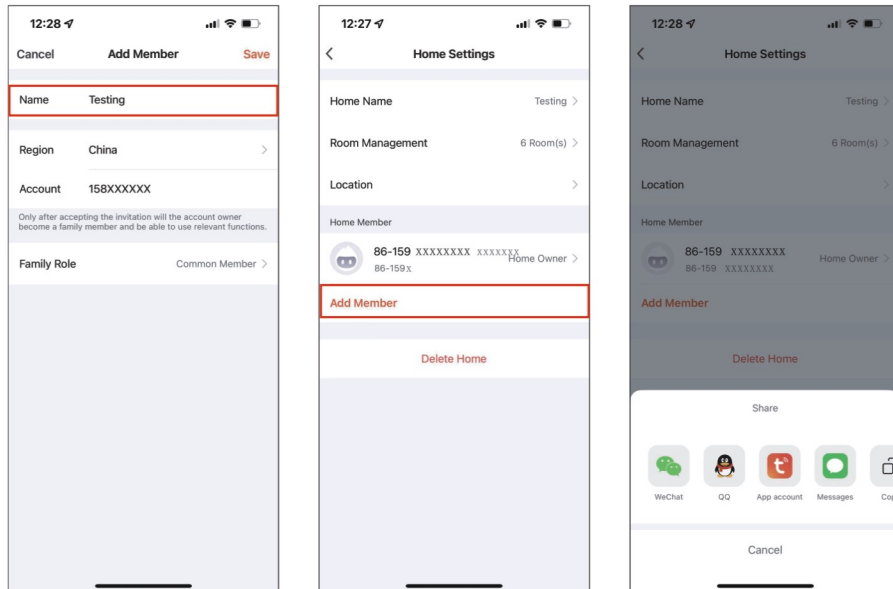 12:28
Cancel Add Member Save
Name Testing
Region China
Account 158XXXXXX
Only after accepting the invitation will the account owner
become a family member and be able to use relevant functions.
Family Role Common Member
12:27
Home Settings
Home Name Testing
Room Management 6 Room(s)
Location
Home Member
86-159 XXXXXXXX XXXXXXX
Home Owner
86-159x
Add Member
Delete Home
12:28
Home Settings
Home Name Testing
Room Management 6 Room(s)
Location
Home Member
86-159 XXXXXXXX
Home Owner
86-159 XXXXXXXX
Add Member
Delete Home
Share
WeChat QQ App account Messages Cop
Cancel